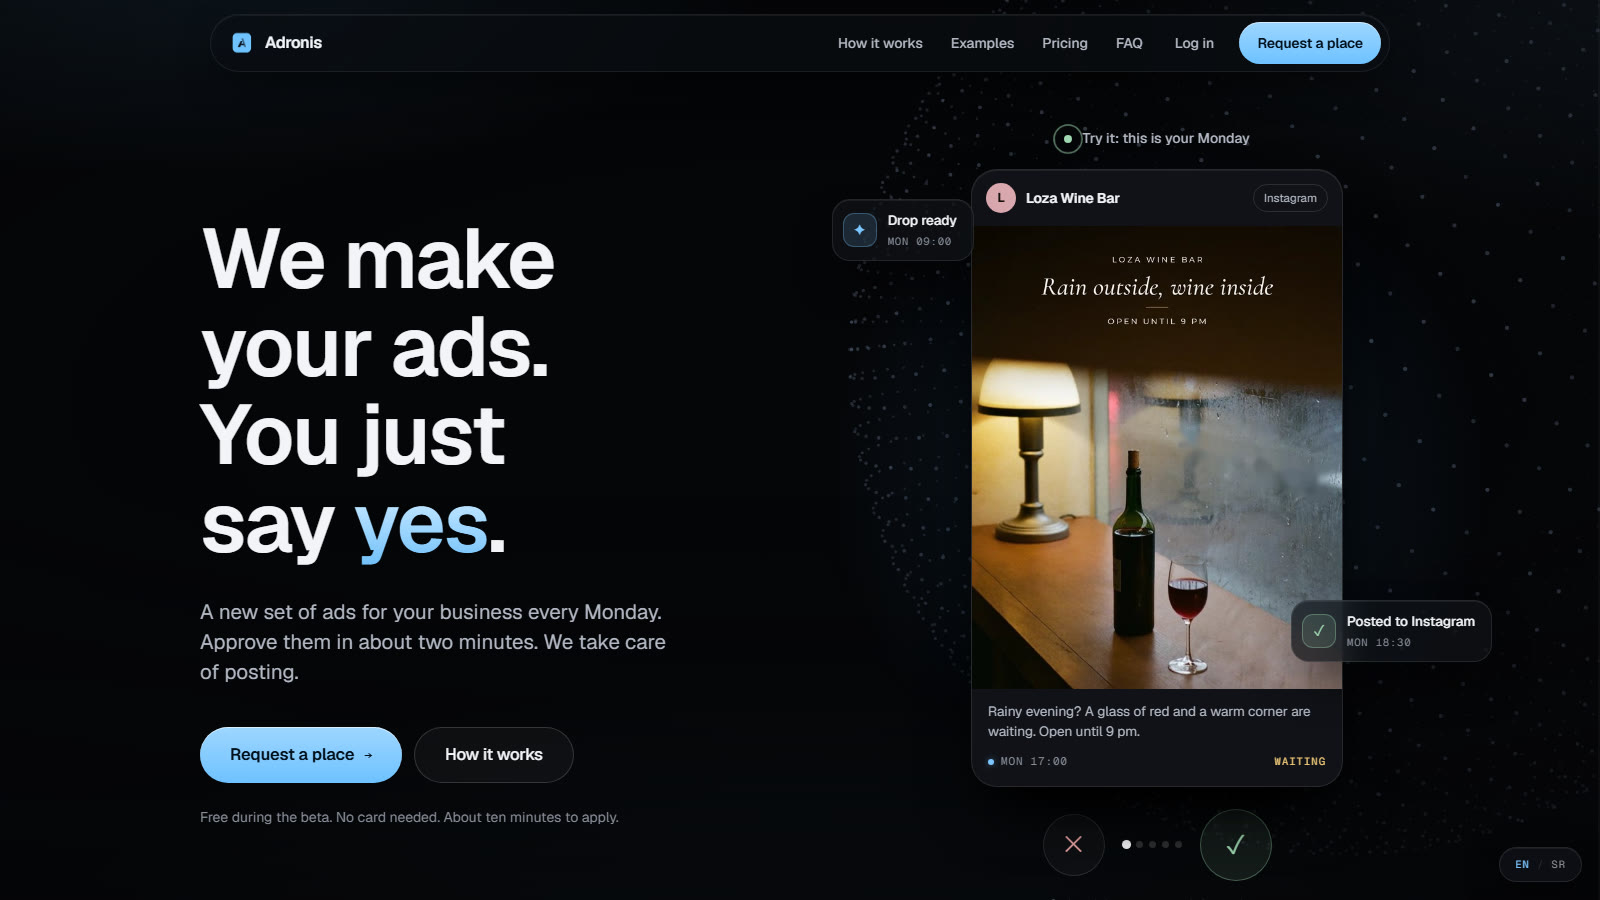 Adronis
How it works
Examples
Pricing
FAQ
Log in
Request a place
We make
your ads.
You just
say yes.
A new set of ads for your business every Monday.
Approve them in about two minutes. We take care
of posting.
Request a place →
How it works
Free during the beta. No card needed. About ten minutes to apply.
Try it: this is your Monday
Drop ready
MON 09:00
L
Loza Wine Bar
Instagram
LOZA WINE BAR
Rain outside, wine inside
OPEN UNTIL 9 PM
Posted to Instagram
MON 18:30
Rainy evening? A glass of red and a warm corner are
waiting. Open until 9 pm.
MON 17:00
WAITING
EN / SR